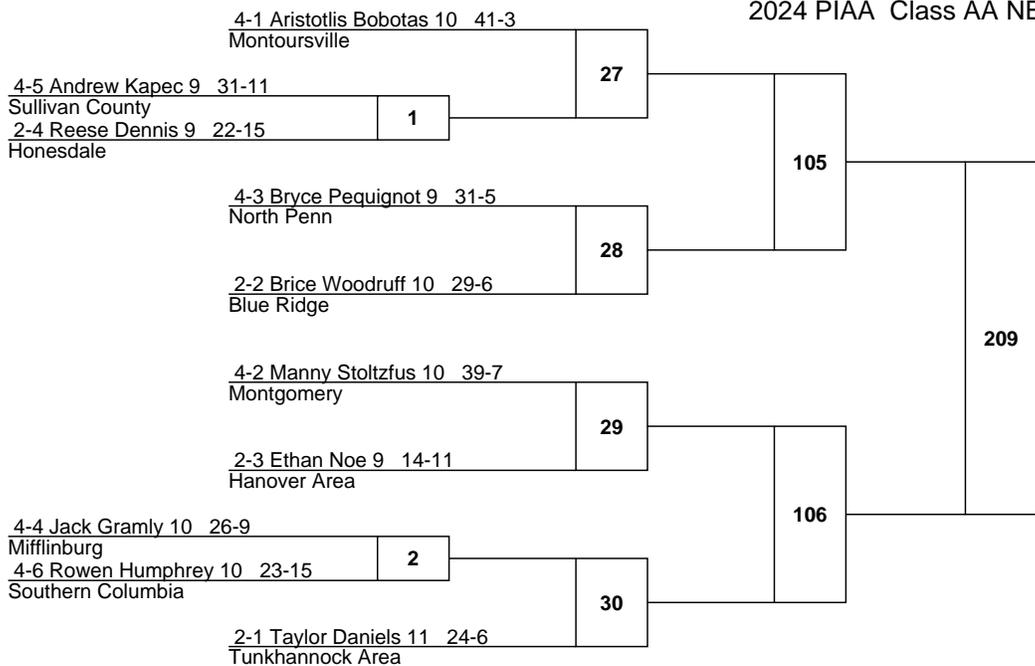 2024 PIAA Class AA NE
4-1 Aristotlis Bobotas 10 41-3
Montoursville
27
4-5 Andrew Kapec 9 31-11
Sullivan County
1
2-4 Reese Dennis 9 22-15
Honesdale
105
4-3 Bryce Pequignot 9 31-5
North Penn
28
2-2 Brice Woodruff 10 29-6
Blue Ridge
209
4-2 Manny Stoltzfus 10 39-7
Montgomery
29
2-3 Ethan Noe 9 14-11
Hanover Area
106
4-4 Jack Gramly 10 26-9
Mifflinburg
2
4-6 Rowen Humphrey 10 23-15
Southern Columbia
30
2-1 Taylor Daniels 11 24-6
Tunkhannock Area